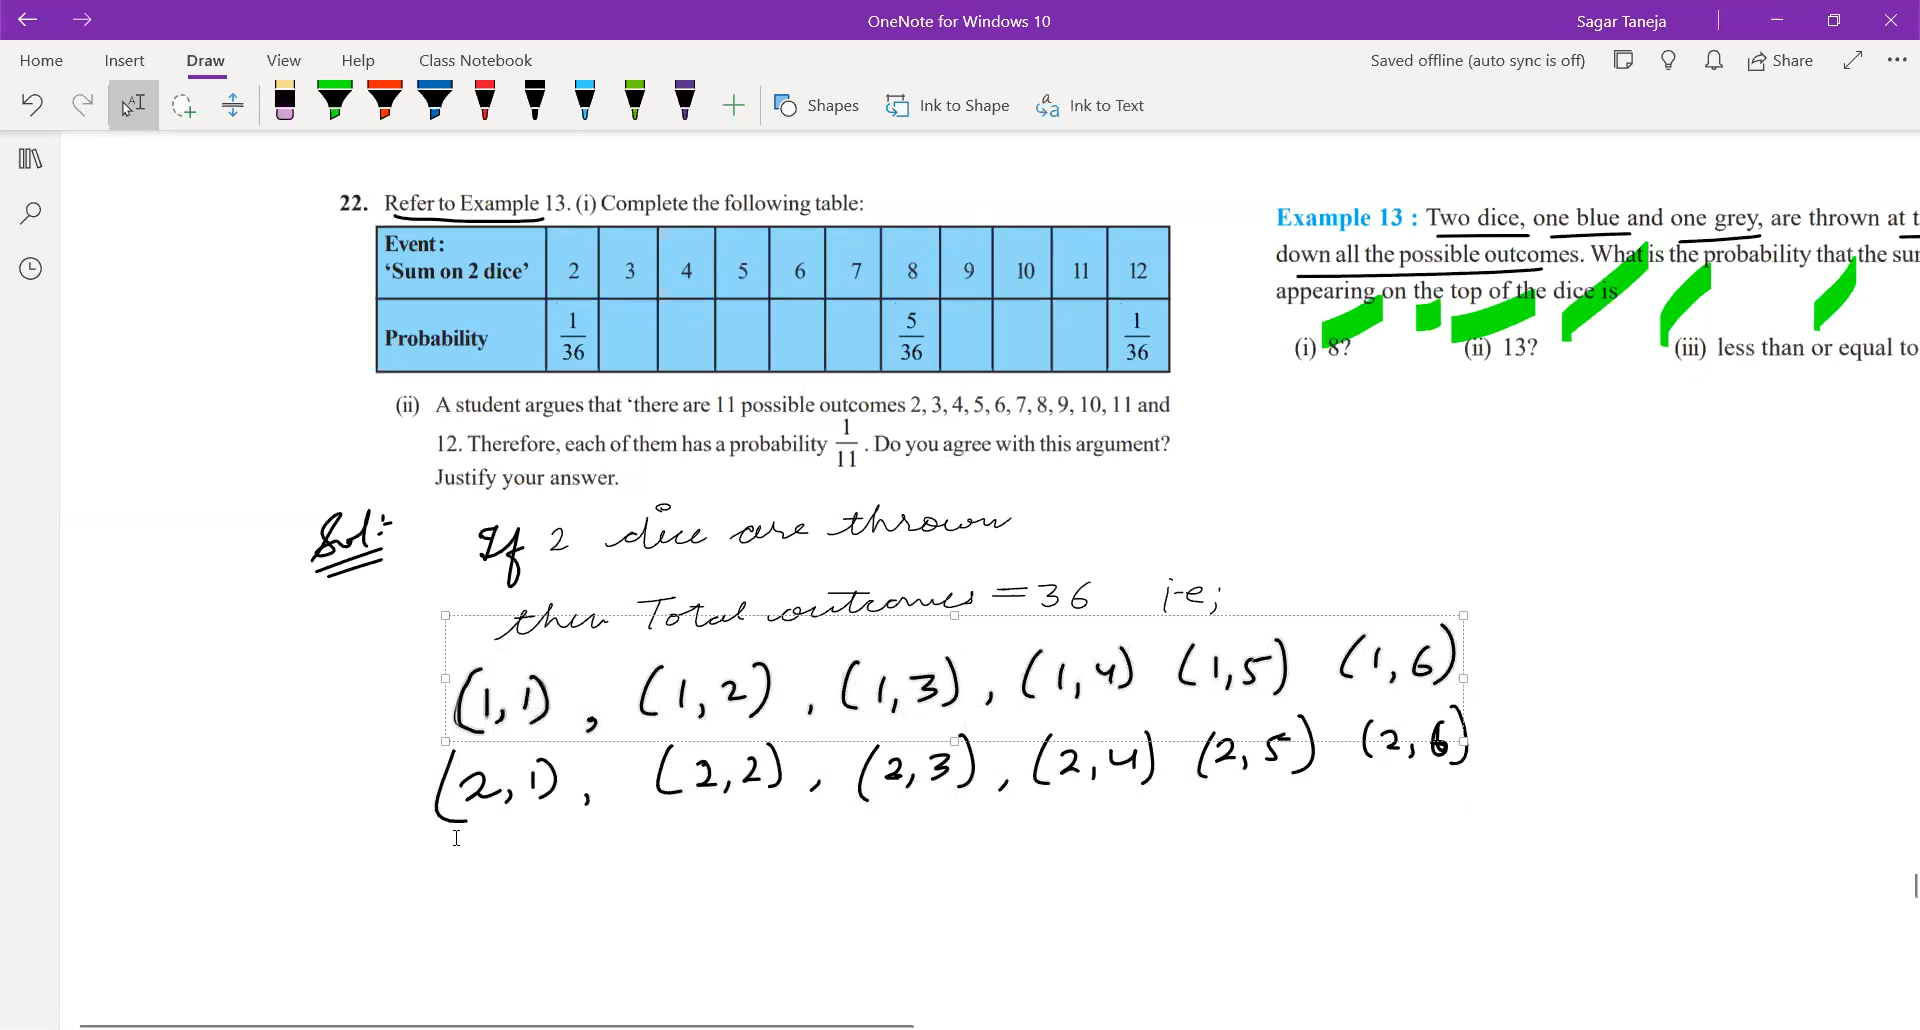 OneNote for Windows 10
Sagar Taneja
Home Insert Draw View Help Class Notebook
Saved offline (auto sync is off) Share
Shapes Ink to Shape Ink to Text
22. Refer to Example 13. (i) Complete the following table:
Event:
‘Sum on 2 dice’ 2 3 4 5 6 7 8 9 10 11 12
Probability 1/36 5/36 1/36
(ii) A student argues that ‘there are 11 possible outcomes 2, 3, 4, 5, 6, 7, 8, 9, 10, 11 and
12. Therefore, each of them has a probability 1/11 . Do you agree with this argument?
Justify your answer.
Example 13 : Two dice, one blue and one grey, are thrown at t
down all the possible outcomes. What is the probability that the sur
appearing on the top of the dice is
(i) 8? (ii) 13? (iii) less than or equal to
Sol:-
If 2 dice are thrown
then Total outcomes = 36 i-e;
(1,1) , (1,2) , (1,3) , (1,4) (1,5) (1,6)
(2,1) , (2,2) , (2,3) , (2,4) (2,5) (2,6)